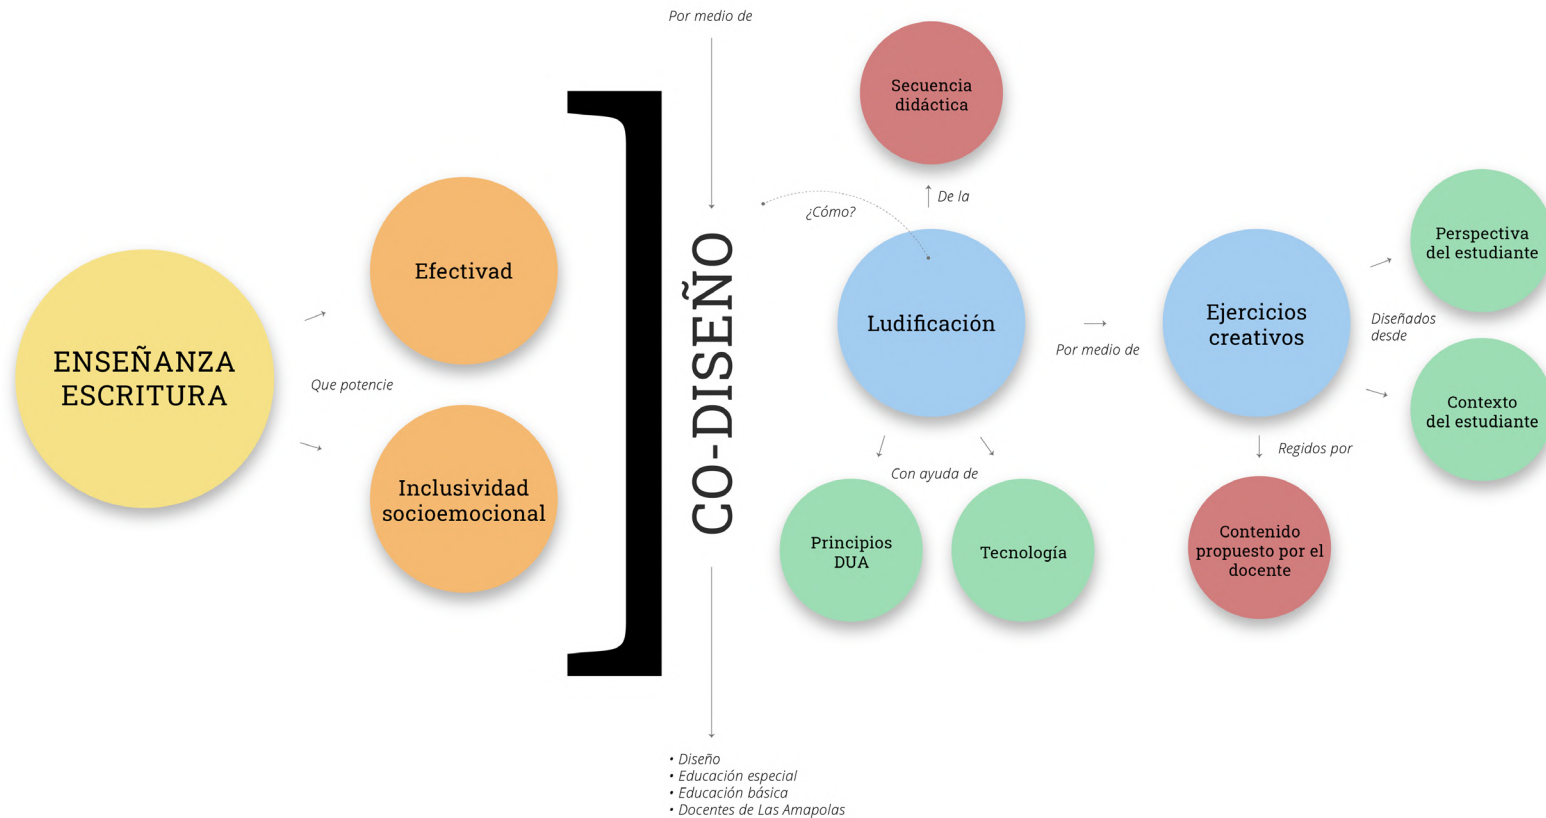 ENSEÑANZA
ESCRITURA
Que potencie
Efectivad
Inclusividad
socioemocional
Por medio de
CO-DISEÑO
• Diseño
• Educación especial
• Educación básica
• Docentes de Las Amapolas
¿Cómo?
Secuencia
didáctica
De la
Ludificación
Con ayuda de
Principios
DUA
Tecnología
Por medio de
Ejercicios
creativos
Regidos por
Contenido
propuesto por el
docente
Diseñados
desde
Perspectiva
del estudiante
Contexto
del estudiante